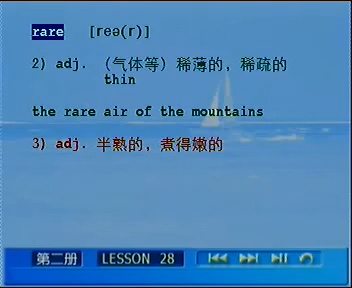 rare [reə(r)]
2) adj. (气体等) 稀薄的, 稀疏的
thin
the rare air of the mountains
3) adj. 半熟的, 煮得嫩的
第二册 LESSON 28